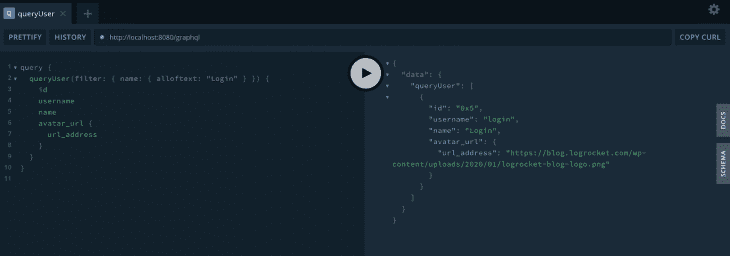 Q queryUser × +
PRETTIFY HISTORY http://localhost:8080/graphql COPY CURL
1 query {
2 queryUser(filter: { name: { alloftext: "Login" } }) {
3 id
4 username
5 name
6 avatar_url {
7 url_address
8 }
9 }
10 }
11
{
"data": {
"queryUser": [
{
"id": "0x5",
"username": "login",
"name": "Login",
"avatar_url": {
"url_address": "https://blog.logrocket.com/wp-
content/uploads/2020/01/logrocket-blog-logo.png"
}
}
]
}
}
DOCS
SCHEMA